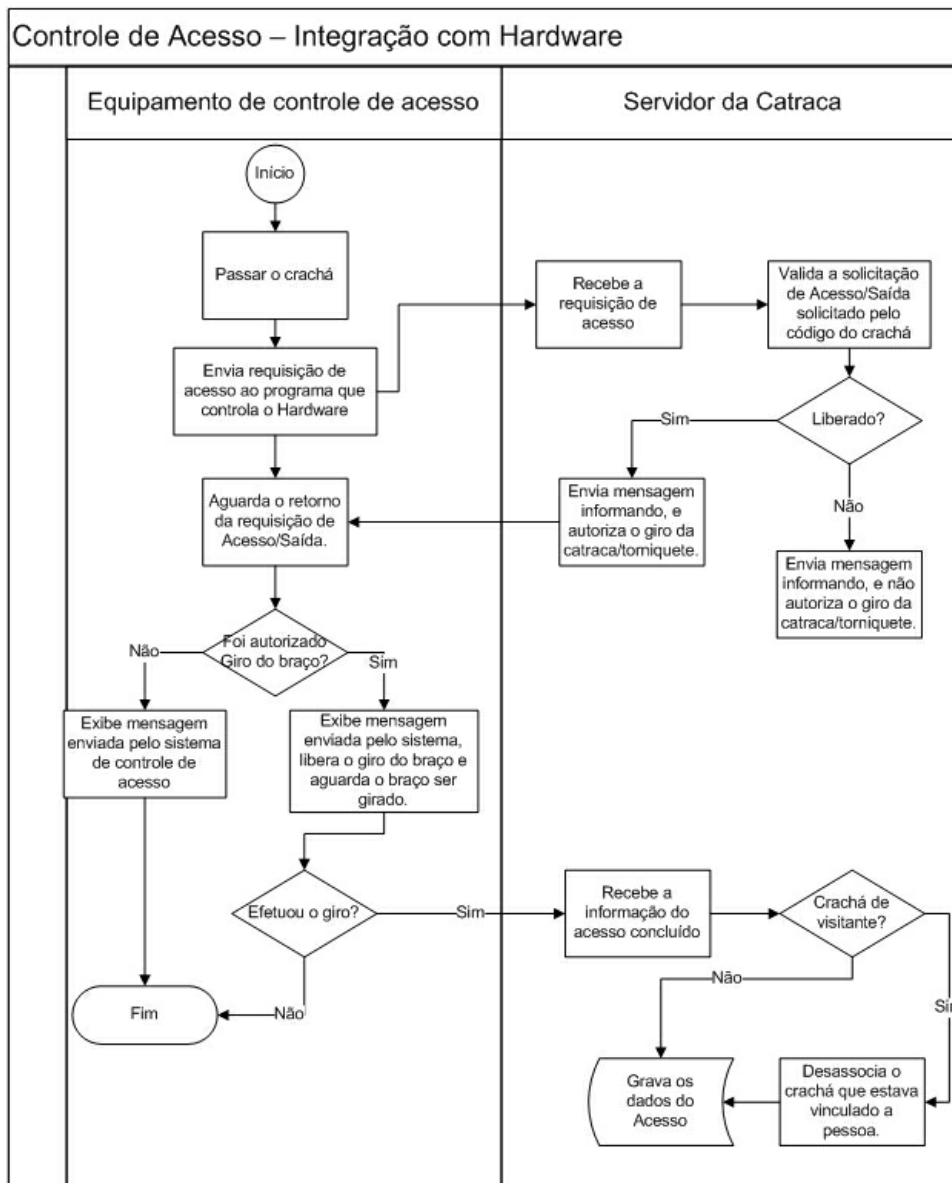 Controle de Acesso – Integração com Hardware
Equipamento de controle de acesso
Servidor da Catraca
Início
Passar o crachá
Envia requisição de
acesso ao programa que
controla o Hardware
Recebe a
requisição de
acesso
Valida a solicitação
de Acesso/Saída
solicitado pelo
código do crachá
Liberado?
Sim
Não
Envia mensagem
informando, e
autoriza o giro da
catraca/torniquete.
Envia mensagem
informando, e não
autoriza o giro da
catraca/torniquete.
Aguarda o retorno
da requisição de
Acesso/Saída.
Foi autorizado
Giro do braço?
Não
Sim
Exibe mensagem
enviada pelo sistema
de controle de
acesso
Exibe mensagem
enviada pelo sistema,
libera o giro do braço e
aguarda o braço ser
girado.
Efetuou o giro?
Sim
Não
Fim
Recebe a
informação do
acesso concluído
Crachá de
visitante?
Não
Sim
Desassocia o
crachá que estava
vinculado a
pessoa.
Grava os
dados do
Acesso